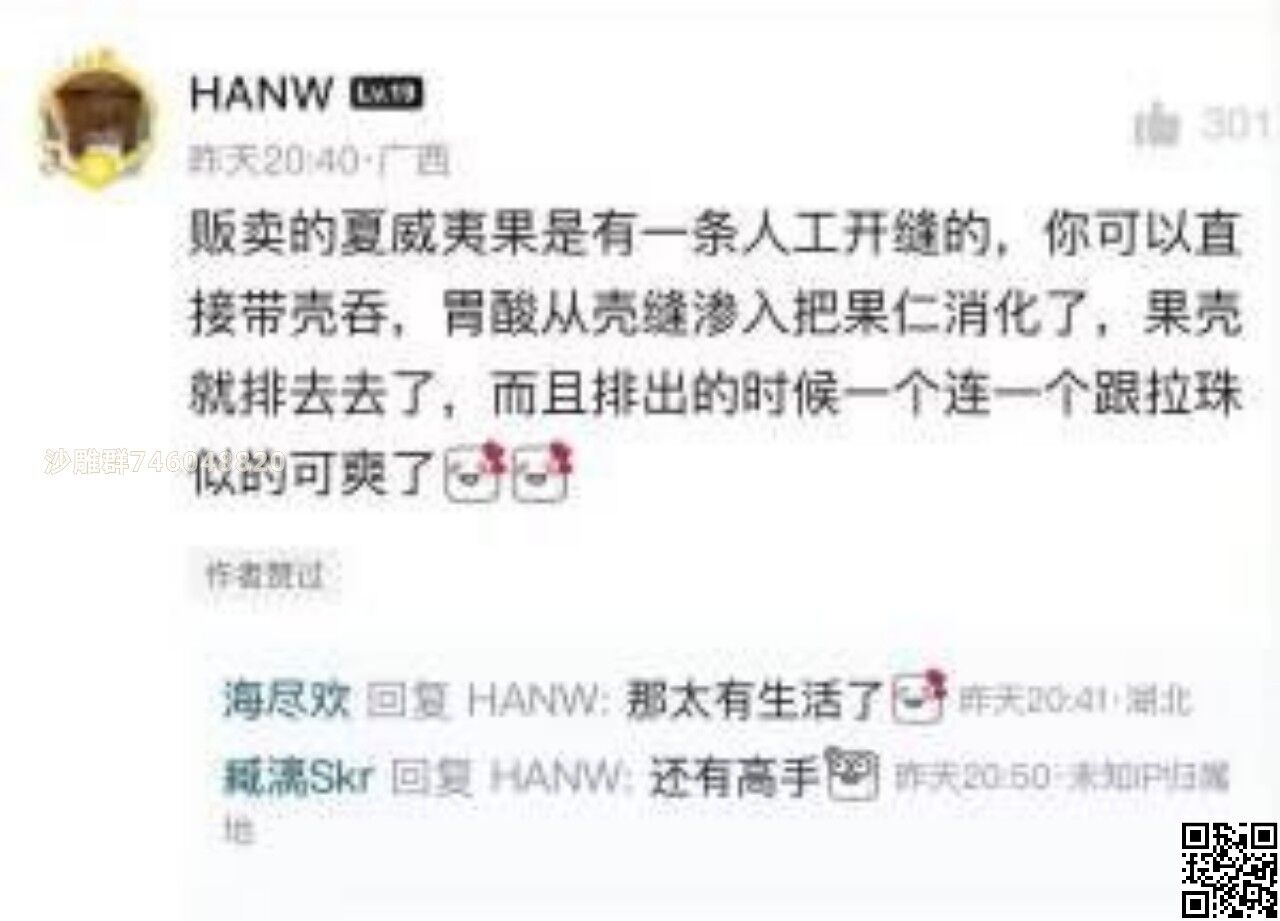 HANW Lv.19
301
昨天20:40·广西
贩卖的夏威夷果是有一条人工开缝的，你可以直
接带壳吞，胃酸从壳缝渗入把果仁消化了，果壳
就排去去了，而且排出的时候一个连一个跟拉珠
似的可爽了
沙雕群746048820
作者赞过
海尽欢 回复 HANW: 那太有生活了 昨天20:41·湖北
臧漓Skr 回复 HANW: 还有高手 昨天20:50·未知IP归属
地